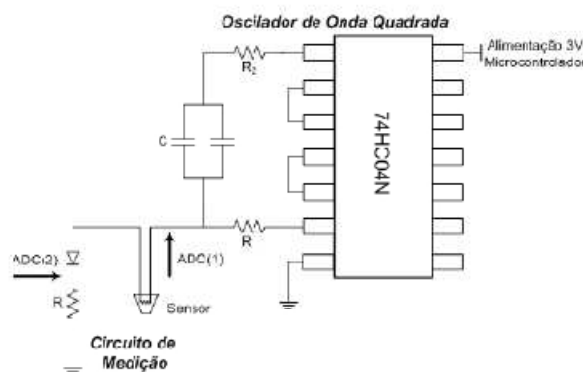 Oscilador de Onda Quadrada
Alimentação 3V
Microcontrolador
R2
C
74HC04N
R
ADC(2)
ADC(1)
R
Sensor
Circuito de
Medição